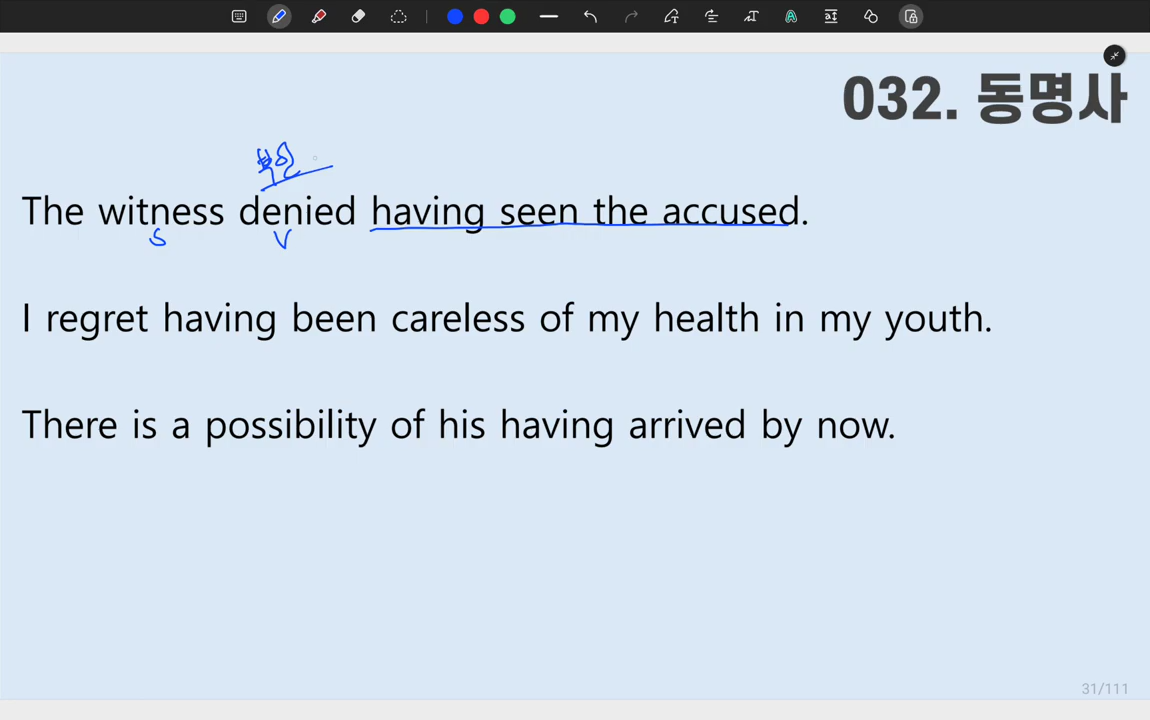 032. 동명사
부인
The witness denied having seen the accused.
S V
I regret having been careless of my health in my youth.
There is a possibility of his having arrived by now.
31/111